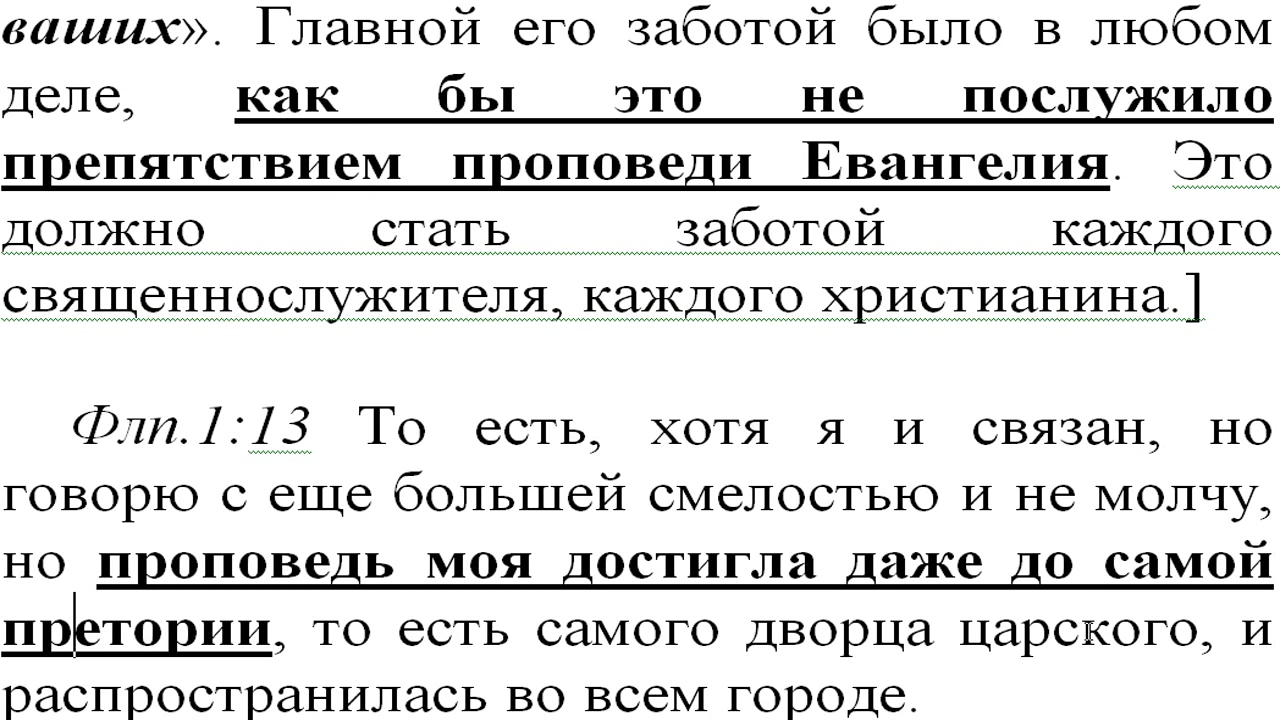 ваших». Главной его заботой было в любом
деле, как бы это не послужило
препятствием проповеди Евангелия. Это
должно стать заботой каждого
священнослужителя, каждого христианина.]
Флп.1:13 То есть, хотя я и связан, но
говорю с еще большей смелостью и не молчу,
но проповедь моя достигла даже до самой
претории, то есть самого дворца царского, и
распространилась во всем городе.